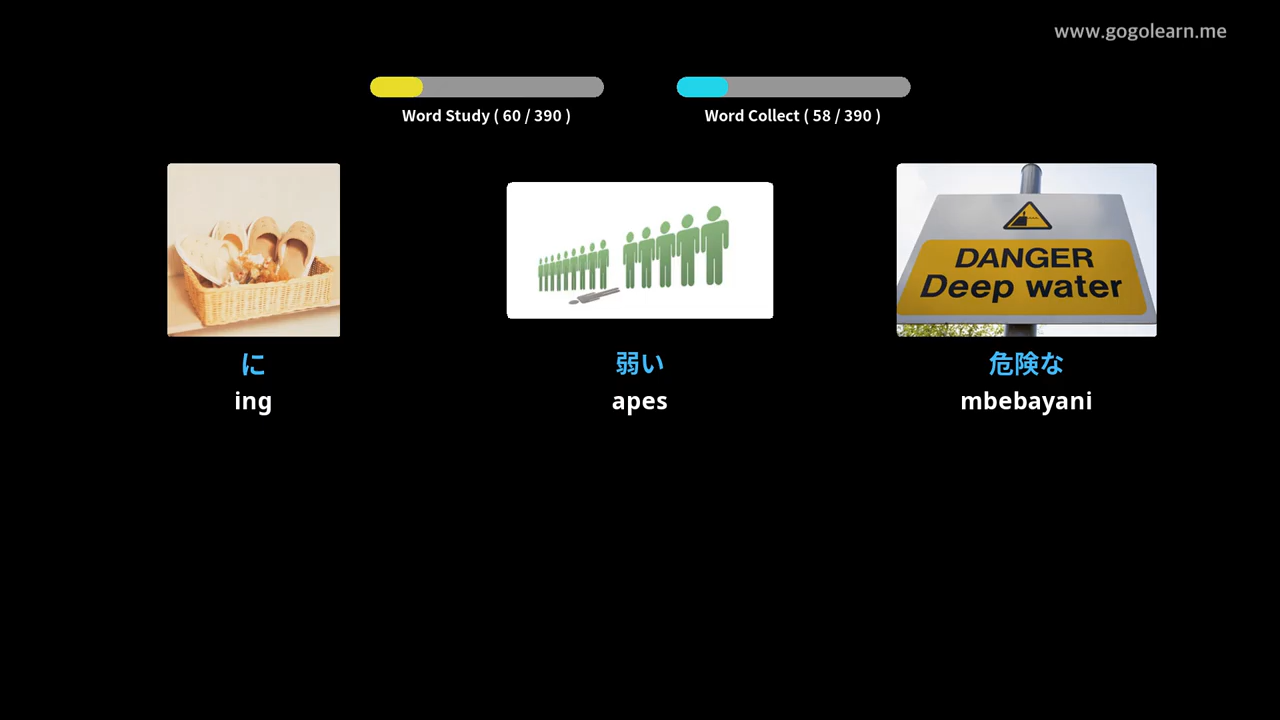 www.gogolearn.me
Word Study ( 60 / 390 )
Word Collect ( 58 / 390 )
DANGER
Deep water
に
ing
弱い
apes
危険な
mbebayani